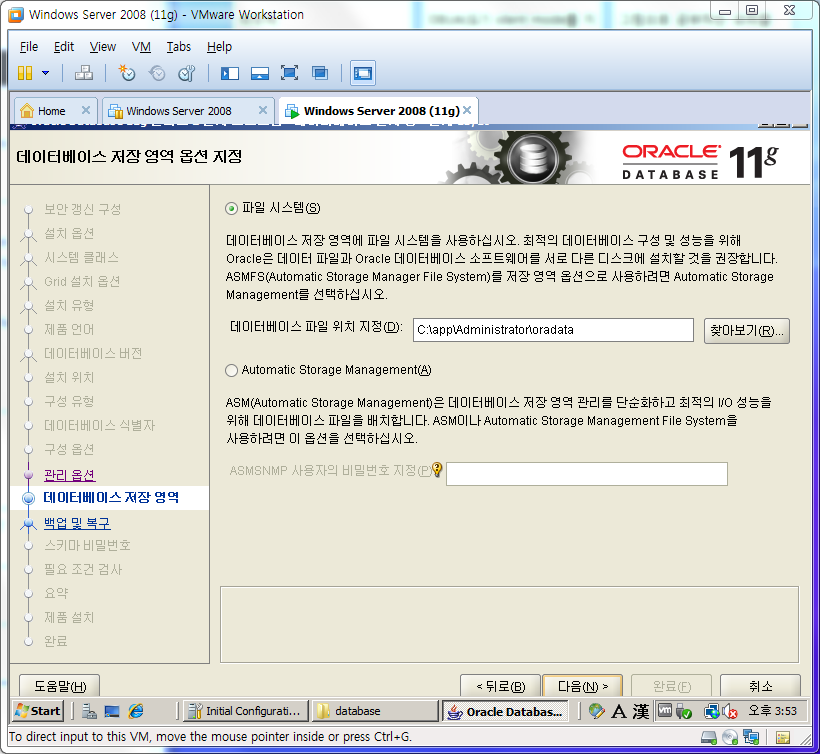 Windows Server 2008 (11g) - VMware Workstation
File Edit View VM Tabs Help
Home Windows Server 2008 Windows Server 2008 (11g)
데이터베이스 저장 영역 옵션 지정
ORACLE
DATABASE 11g
보안 갱신 구성
설치 옵션
시스템 클래스
Grid 설치 옵션
설치 유형
제품 언어
데이터베이스 버전
설치 위치
구성 유형
데이터베이스 식별자
구성 옵션
관리 옵션
데이터베이스 저장 영역
백업 및 복구
스키마 비밀번호
필요 조건 검사
요약
제품 설치
완료
파일 시스템(S)
데이터베이스 저장 영역에 파일 시스템을 사용하십시오. 최적의 데이터베이스 구성 및 성능을 위해
Oracle은 데이터 파일과 Oracle 데이터베이스 소프트웨어를 서로 다른 디스크에 설치할 것을 권장합니다.
ASMFS(Automatic Storage Manager File System)를 저장 영역 옵션으로 사용하려면 Automatic Storage
Management를 선택하십시오.
데이터베이스 파일 위치 지정(D): C:\app\Administrator\oradata 찾아보기(R)...
Automatic Storage Management(A)
ASM(Automatic Storage Management)은 데이터베이스 저장 영역 관리를 단순화하고 최적의 I/O 성능을
위해 데이터베이스 파일을 배치합니다. ASM이나 Automatic Storage Management File System을
사용하려면 이 옵션을 선택하십시오.
ASMSNMP 사용자의 비밀번호 지정(P)
도움말(H) < 뒤로(B) 다음(N) > 완료(F) 취소
Start Initial Configurati... database Oracle Databas... A 漢 vm 오후 3:53
To direct input to this VM, move the mouse pointer inside or press Ctrl+G.